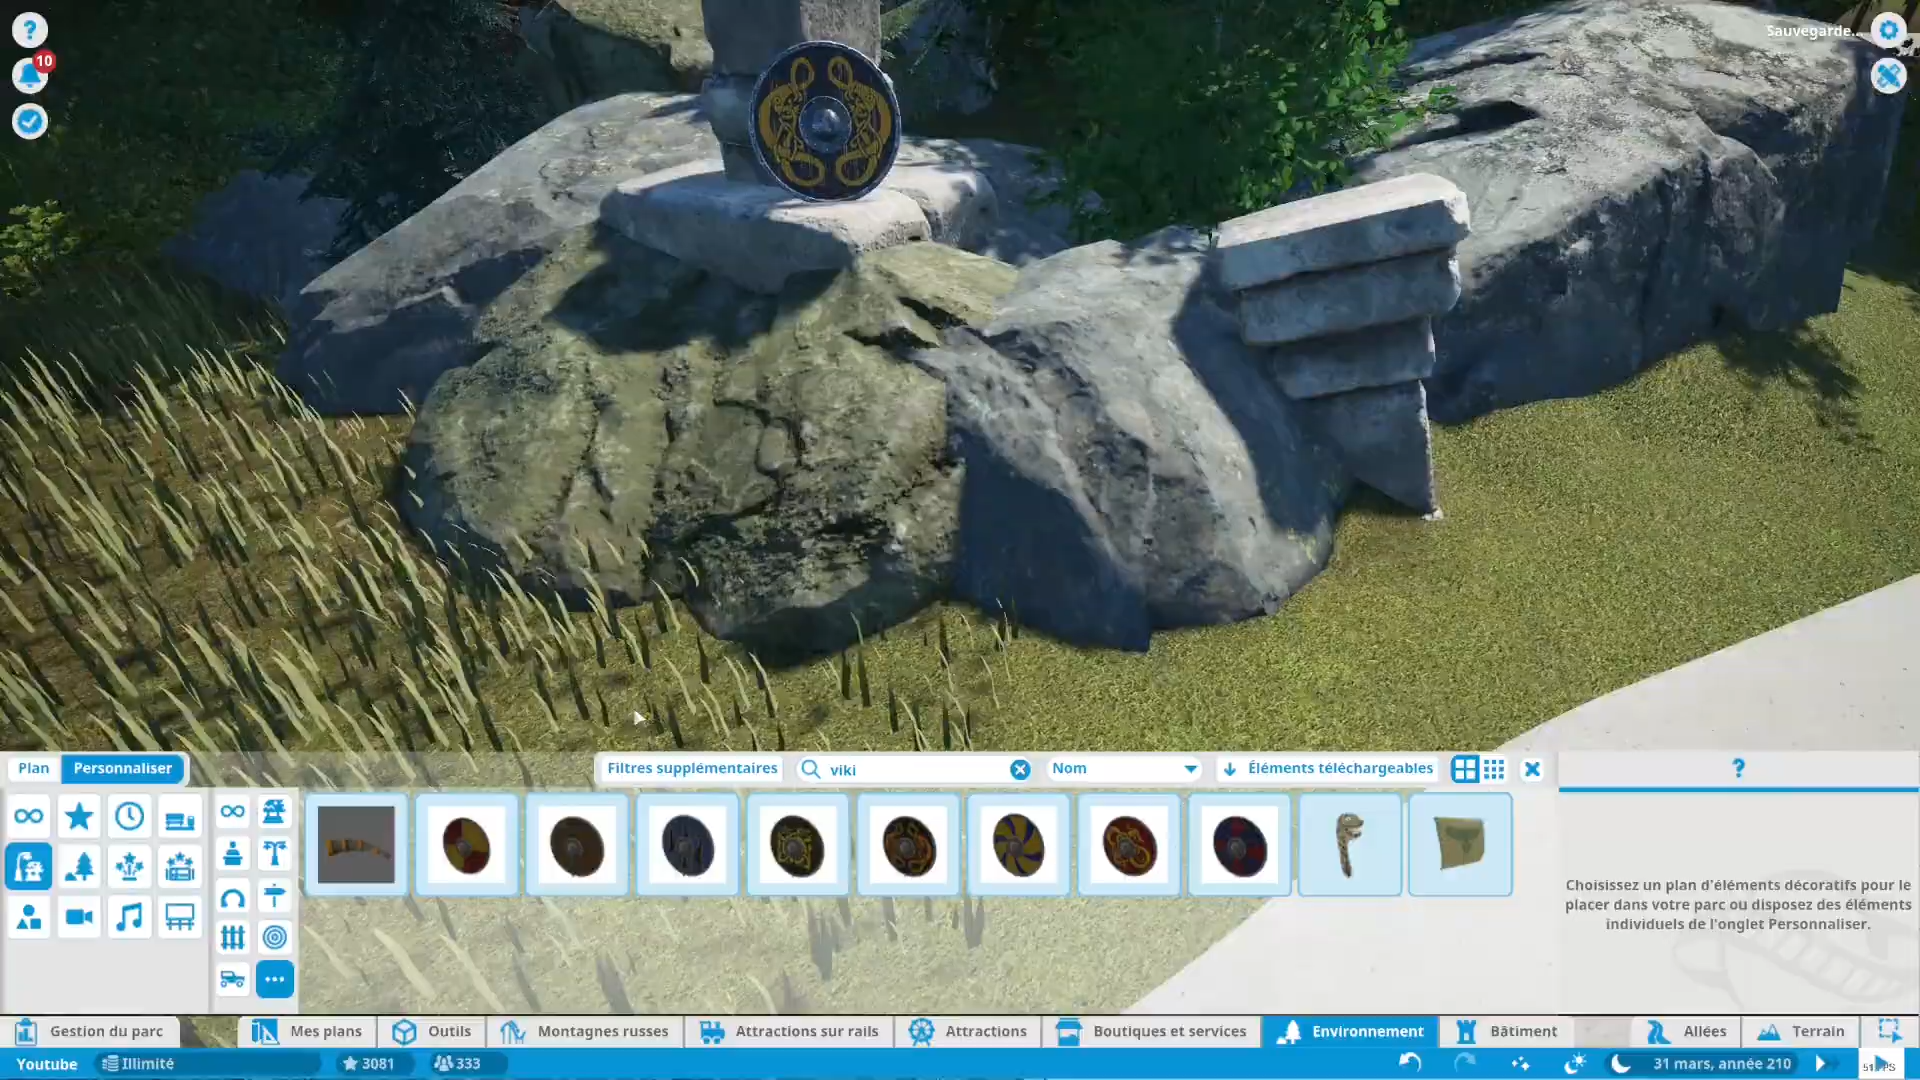 10
Sauvegarde...
Plan
Personnaliser
Filtres supplémentaires
viki
Nom
Éléments téléchargeables
Choisissez un plan d'éléments décoratifs pour le
placer dans votre parc ou disposez des éléments
individuels de l'onglet Personnaliser.
Gestion du parc
Mes plans
Outils
Montagnes russes
Attractions sur rails
Attractions
Boutiques et services
Environnement
Bâtiment
Allées
Terrain
Youtube
Illimité
3081
333
31 mars, année 210